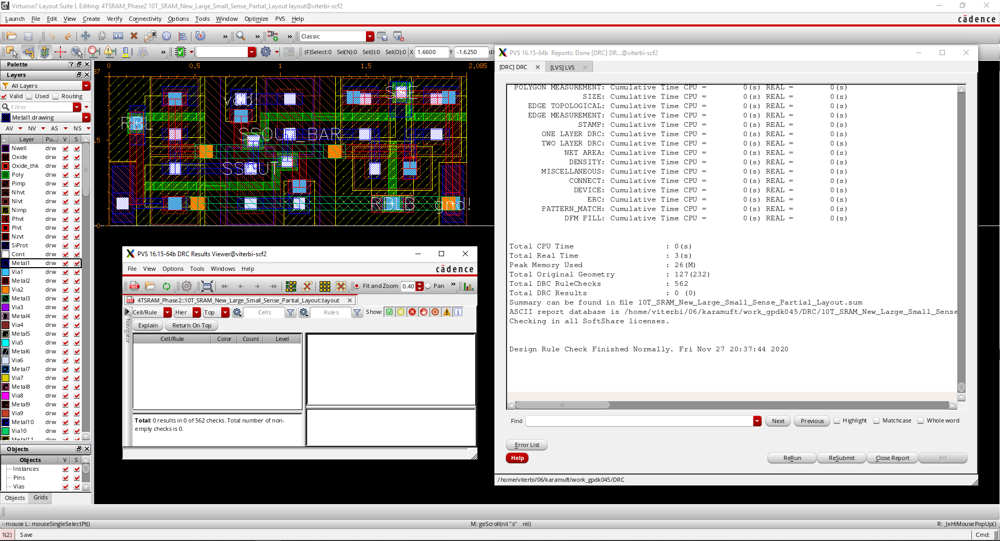 Virtuoso? Layout Suite L Editing: 4TSRAM_Phase2 10T_SRAM_New_Large_Small_Sense_Partial_Layout layout@viterbi-scf2
Launch File Edit View Create Verify Connectivity Options Tools Window Optimize PVS Help
cādence
» » » Classic
» (F)Select:0 Sel(N):0 Sel(I):0 Sel(O):0 X 1.6600 Y -1.6250
Palette
Layers
All Layers
Valid Used Routing
Filter
Metal1 drawing
AV NV AS NS
Layer Pu... V S
Nwell drw
Oxide drw
Oxide_thk drw
Poly drw
Pimp drw
Nhvt drw
Nlvt drw
Nimp drw
Phvt drw
Plvt drw
Nzvt drw
SiProt drw
Cont drw
Metal1 drw
Via1 drw
Metal2 drw
Via2 drw
Metal3 drw
Via3 drw
Metal4 drw
Via4 drw
Metal5 drw
Via5 drw
Metal6 drw
Via6 drw
Metal7 drw
Via7 drw
Metal8 drw
Via8 drw
Metal9 drw
Via9 drw
Metal10 drw
Via10 drw
Metal11 drw
Objects
Objects V S
Instances
Pins
Vias
Objects Grids
0 0.5 1 1.5 2.085
87
.5
0
SSOUT_BAR
SSOUT
gnd!
PVS 16.15-64b DRC Results Viewer@viterbi-scf2
File View Options Tools Windows Help
cādence
Fit and Zoom 0.40 Pan »
4TSRAM_Phase2::10T_SRAM_New_Large_Small_Sense_Partial_Layout::layout
Cell/Rule Hier Top Cells Rules Show:
Explain Return On Top
Navigator
Cell/Rule Color Count Level
Total: 0 results in 0 of 562 checks. Total number of non-
empty checks is 0.
PVS 16.15-64b Reports: Done [DRC] DR...@viterbi-scf2
[DRC] DRC [LVS] LVS
POLYGON MEASUREMENT: Cumulative Time CPU = 0(s) REAL = 0(s)
SIZE: Cumulative Time CPU = 0(s) REAL = 0(s)
EDGE TOPOLOGICAL: Cumulative Time CPU = 0(s) REAL = 0(s)
EDGE MEASUREMENT: Cumulative Time CPU = 0(s) REAL = 0(s)
STAMP: Cumulative Time CPU = 0(s) REAL = 0(s)
ONE LAYER DRC: Cumulative Time CPU = 0(s) REAL = 0(s)
TWO LAYER DRC: Cumulative Time CPU = 0(s) REAL = 0(s)
NET AREA: Cumulative Time CPU = 0(s) REAL = 0(s)
DENSITY: Cumulative Time CPU = 0(s) REAL = 0(s)
MISCELLANEOUS: Cumulative Time CPU = 0(s) REAL = 0(s)
CONNECT: Cumulative Time CPU = 0(s) REAL = 0(s)
DEVICE: Cumulative Time CPU = 0(s) REAL = 0(s)
ERC: Cumulative Time CPU = 0(s) REAL = 0(s)
PATTERN_MATCH: Cumulative Time CPU = 0(s) REAL = 0(s)
DFM FILL: Cumulative Time CPU = 0(s) REAL = 0(s)
Total CPU Time : 0(s)
Total Real Time : 3(s)
Peak Memory Used : 26(M)
Total Original Geometry : 127(232)
Total DRC RuleChecks : 562
Total DRC Results : 0 (0)
Summary can be found in file 10T_SRAM_New_Large_Small_Sense_Partial_Layout.sum
ASCII report database is /home/viterbi/06/karamuft/work_gpdk045/DRC/10T_SRAM_New_Large_Small_Sense
Checking in all SoftShare licenses.
Design Rule Check Finished Normally. Fri Nov 27 20:37:44 2020
Find Next Previous Highlight Matchcase Whole word
Error List
Help ReRun ReSubmit Close Report Kill
/home/viterbi/06/karamuft/work_gpdk045/DRC
mouse L: mouseSingleSelectPt() M: geScroll(nil "s" nil) R: _lxHiMousePopUp()
1(2) Save Cmd: